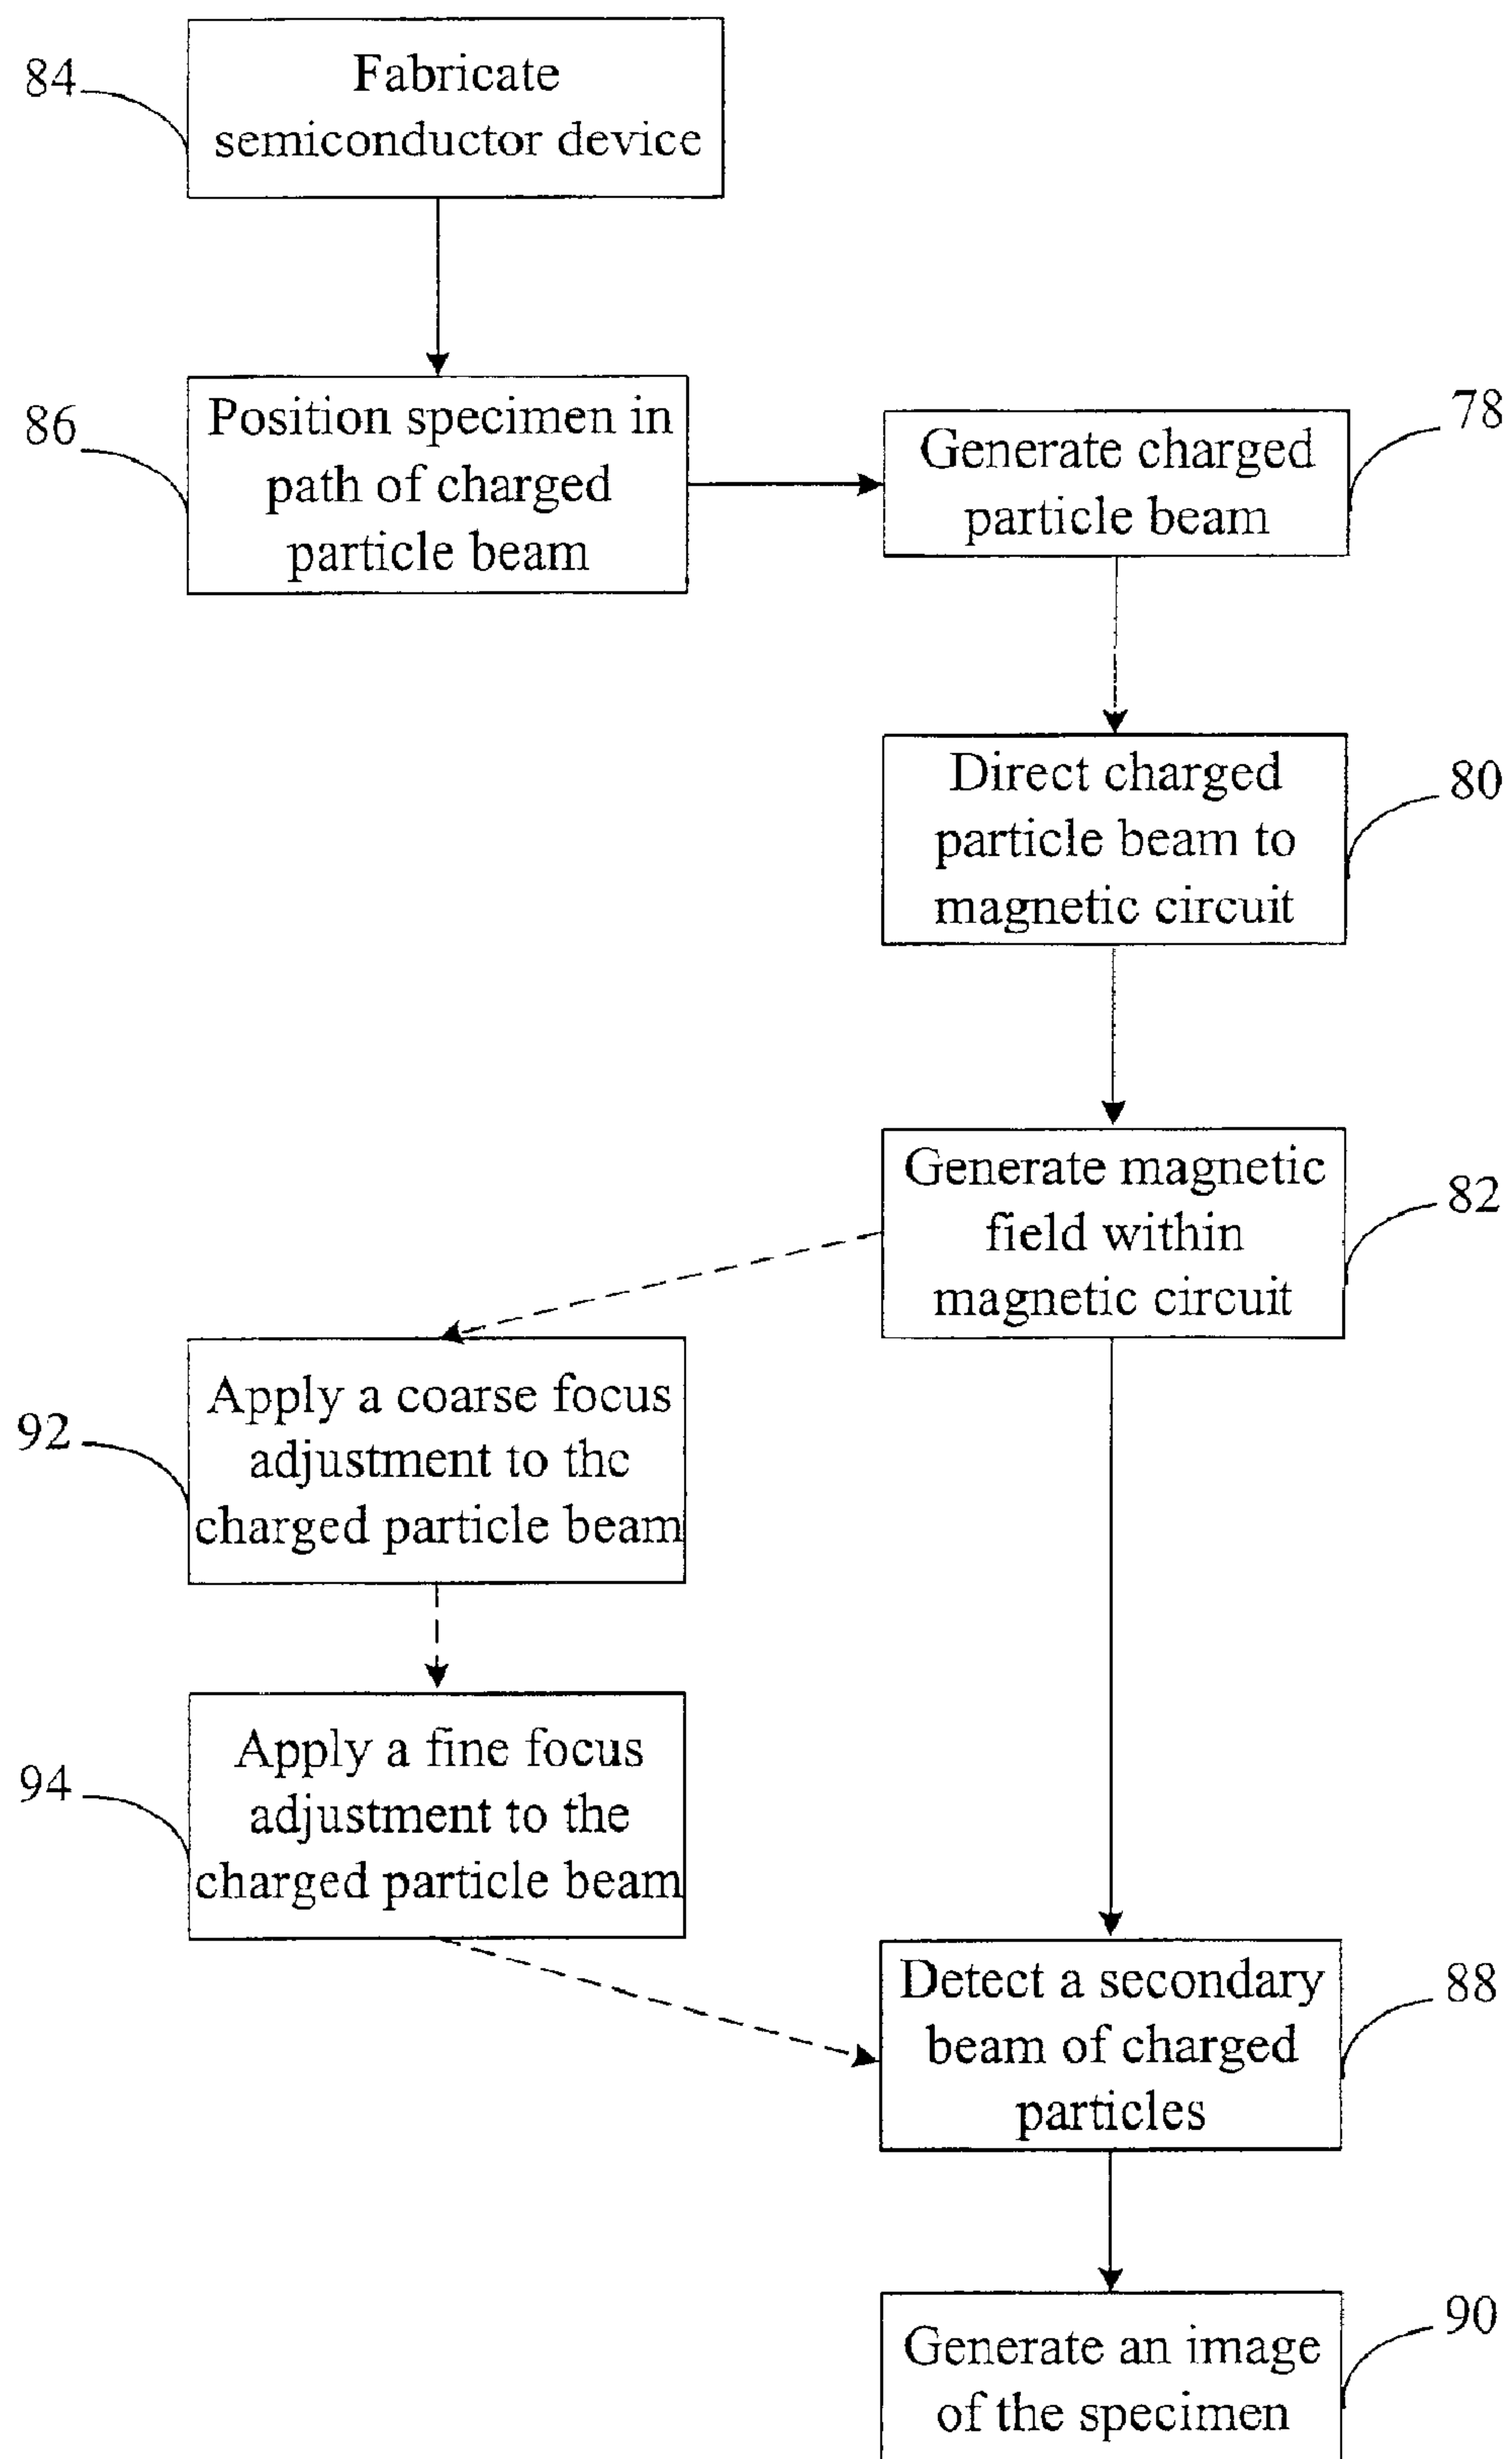 84
Fabricate
semiconductor device
86
Position specimen in
path of charged
particle beam
78
Generate charged
particle beam
80
Direct charged
particle beam to
magnetic circuit
82
Generate magnetic
field within
magnetic circuit
92
Apply a coarse focus
adjustment to the
charged particle beam
94
Apply a fine focus
adjustment to the
charged particle beam
88
Detect a secondary
beam of charged
particles
90
Generate an image
of the specimen